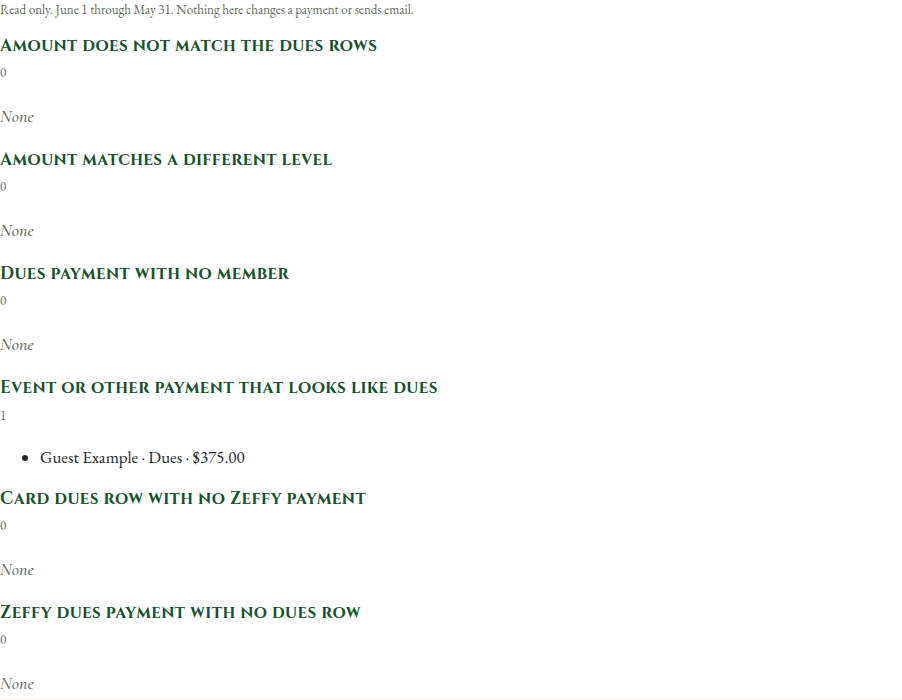 Read only. June 1 through May 31. Nothing here changes a payment or sends email.
Amount does not match the dues rows
0
None
Amount matches a different level
0
None
Dues payment with no member
0
None
Event or other payment that looks like dues
1
• Guest Example · Dues · $375.00
Card dues row with no Zeffy payment
0
None
Zeffy dues payment with no dues row
0
None